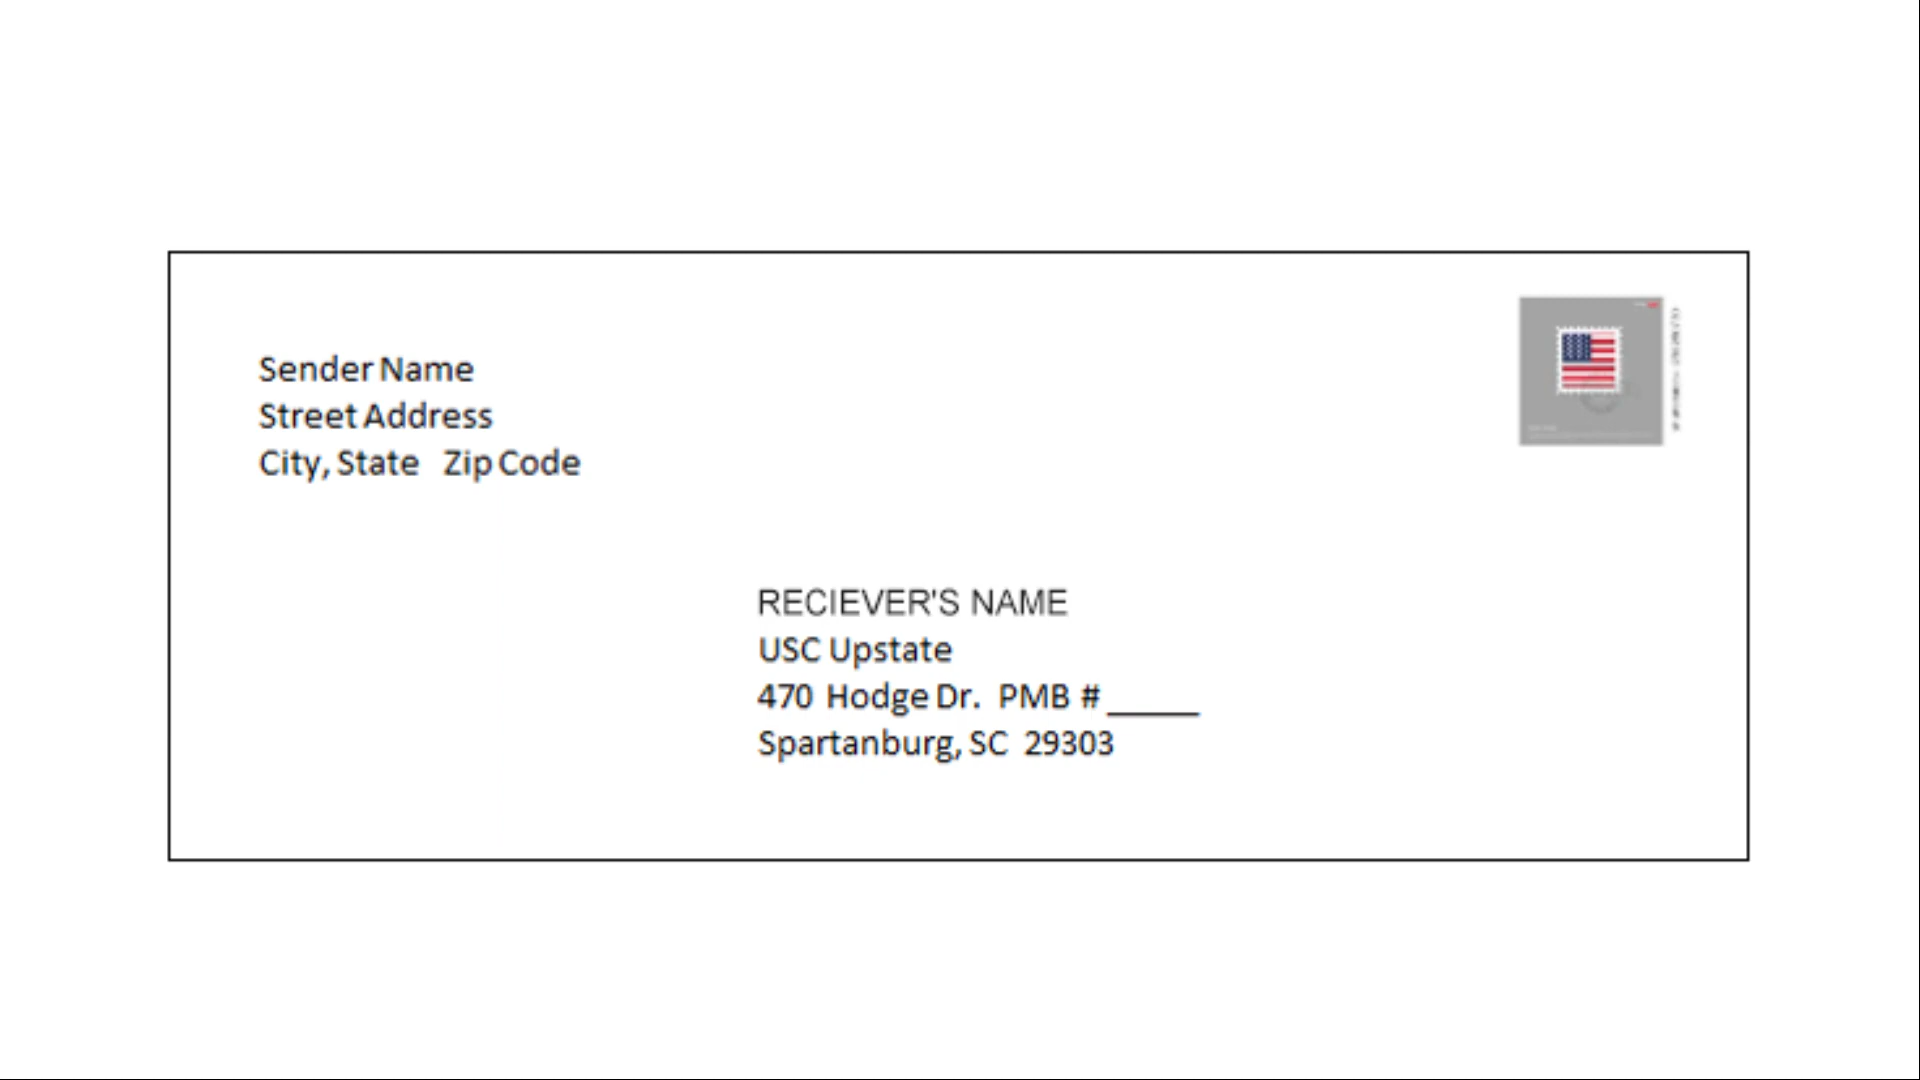 Sender Name
Street Address
City, State Zip Code
RECIEVER'S NAME
USC Upstate
470 Hodge Dr. PMB #_____
Spartanburg, SC 29303